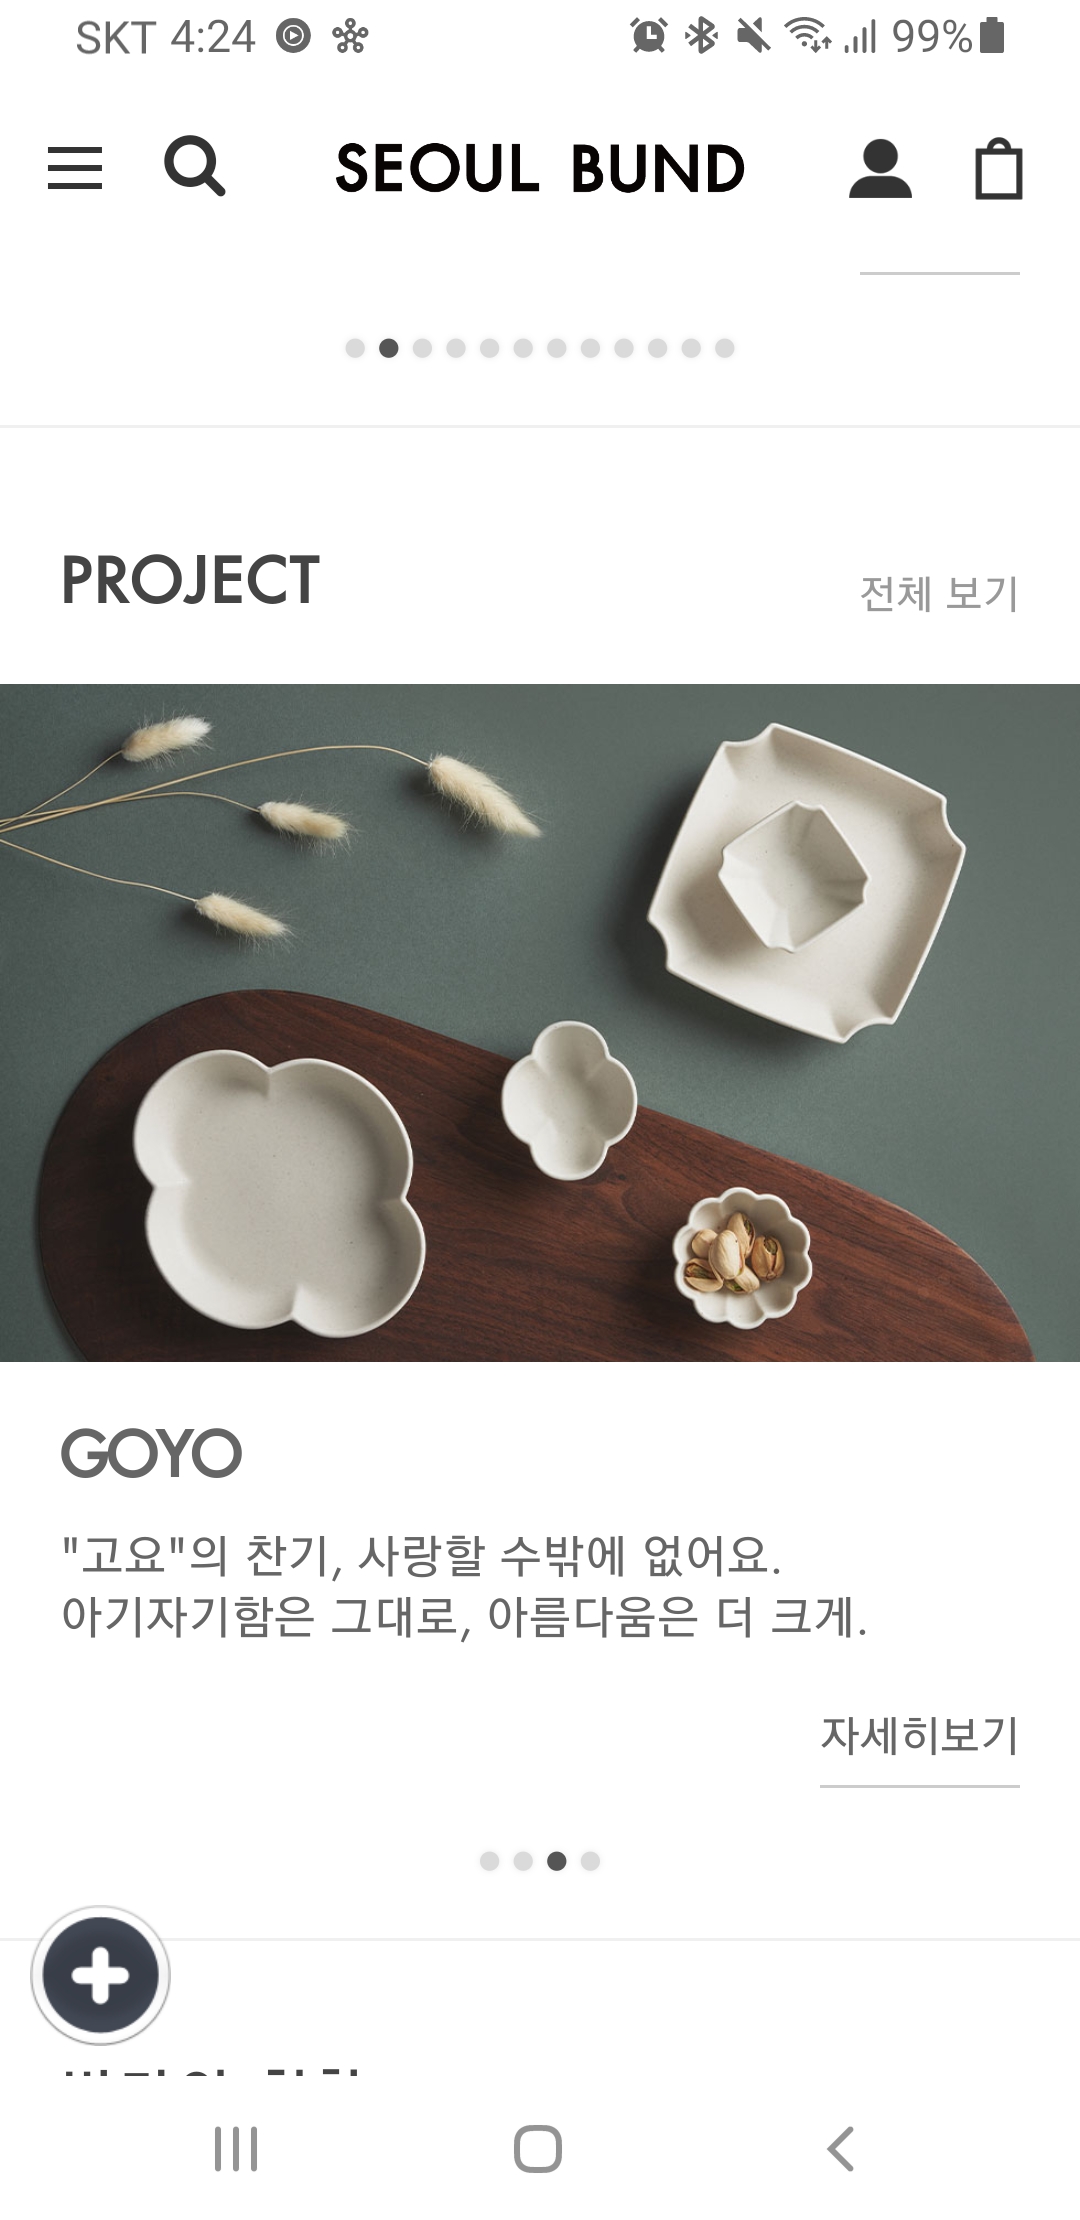 SKT 4:24 99%
SEOUL BUND
PROJECT
전체 보기
GOYO
"고요"의 찬기, 사랑할 수밖에 없어요.
아기자기함은 그대로, 아름다움은 더 크게.
자세히보기